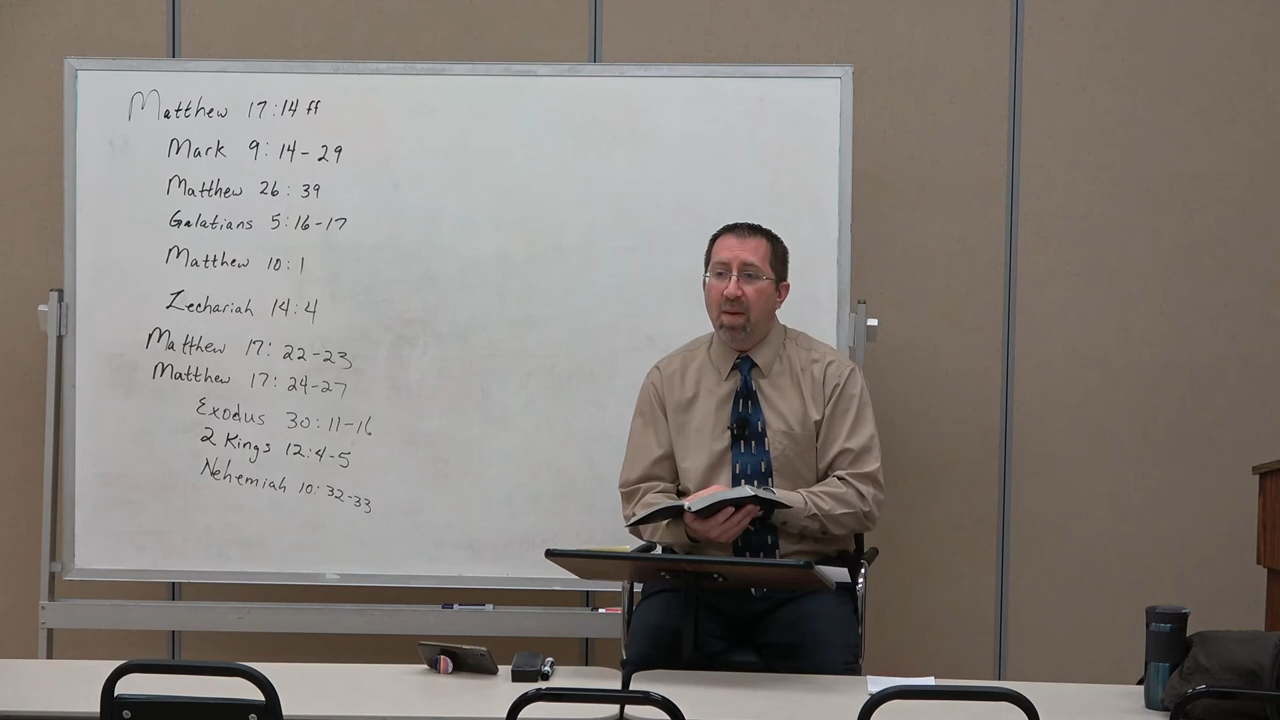 Matthew 17:14 ff
Mark 9:14-29
Matthew 26:39
Galatians 5:16-17
Matthew 10:1
Zechariah 14:4
Matthew 17:22-23
Matthew 17:24-27
Exodus 30:11-16
2 Kings 12:4-5
Nehemiah 10:32-33